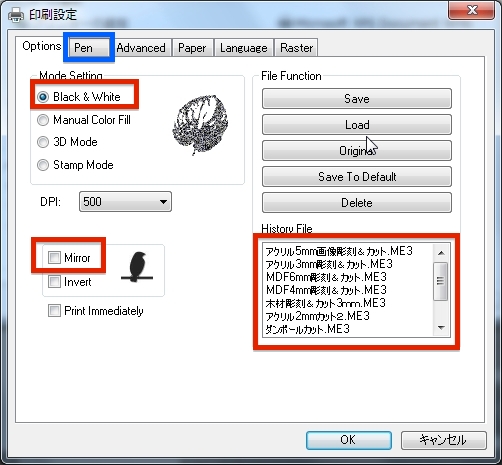 印刷設定
Options Pen Advanced Paper Language Raster
Mode Setting
Black & White
Manual Color Fill
3D Mode
Stamp Mode
DPI: 500
Mirror
Invert
Print Immediately
File Function
Save
Load
Original
Save To Default
Delete
History File
アクリル5mm画像彫刻&カット.ME3
アクリル3mm彫刻&カット.ME3
MDF6mm彫刻&カット.ME3
MDF4mm彫刻&カット.ME3
木材彫刻&カット3mm.ME3
アクリル2mmカット2.ME3
ダンボールカット.ME3
OK キャンセル